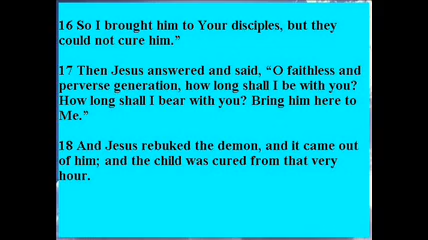 16 So I brought him to Your disciples, but they
could not cure him.”
17 Then Jesus answered and said, “O faithless and
perverse generation, how long shall I be with you?
How long shall I bear with you? Bring him here to
Me.”
18 And Jesus rebuked the demon, and it came out
of him; and the child was cured from that very
hour.